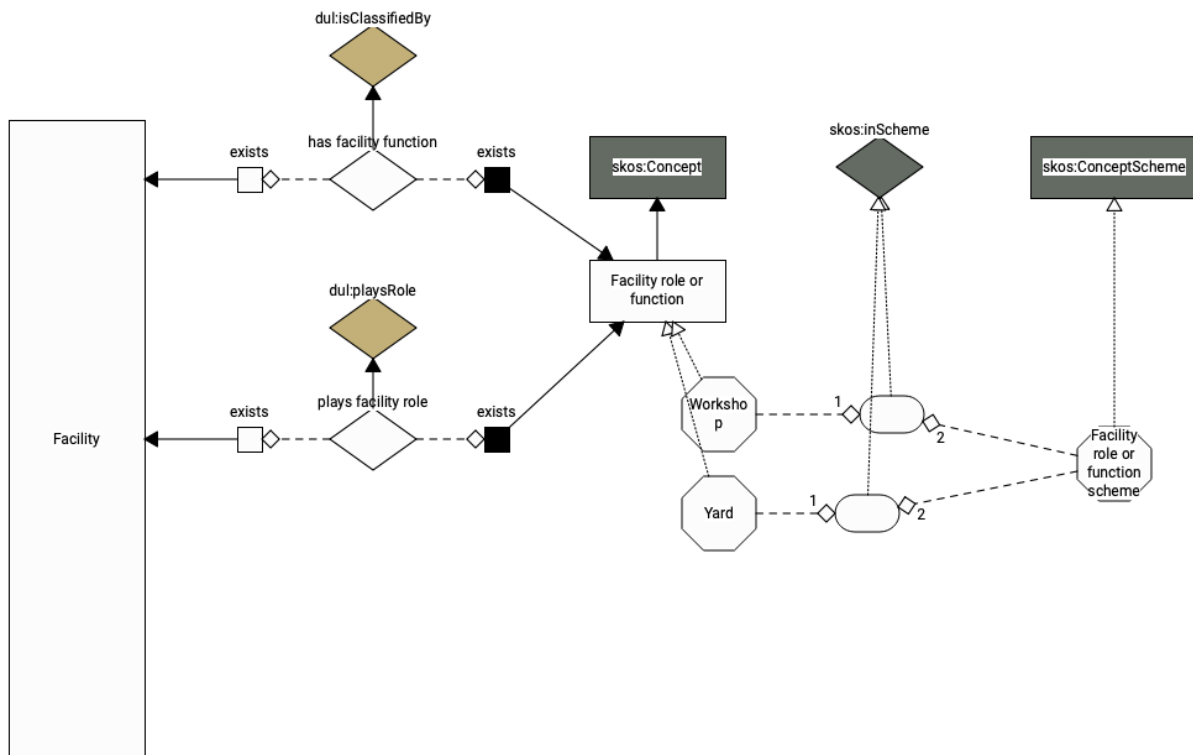 dul:isClassifiedBy
has facility function
exists
exists
skos:Concept
skos:inScheme
skos:ConceptScheme
Facility role or
function
dul:playsRole
plays facility role
exists
exists
Facility
Worksho
p
1
2
Facility
role or
function
scheme
Yard
1
2